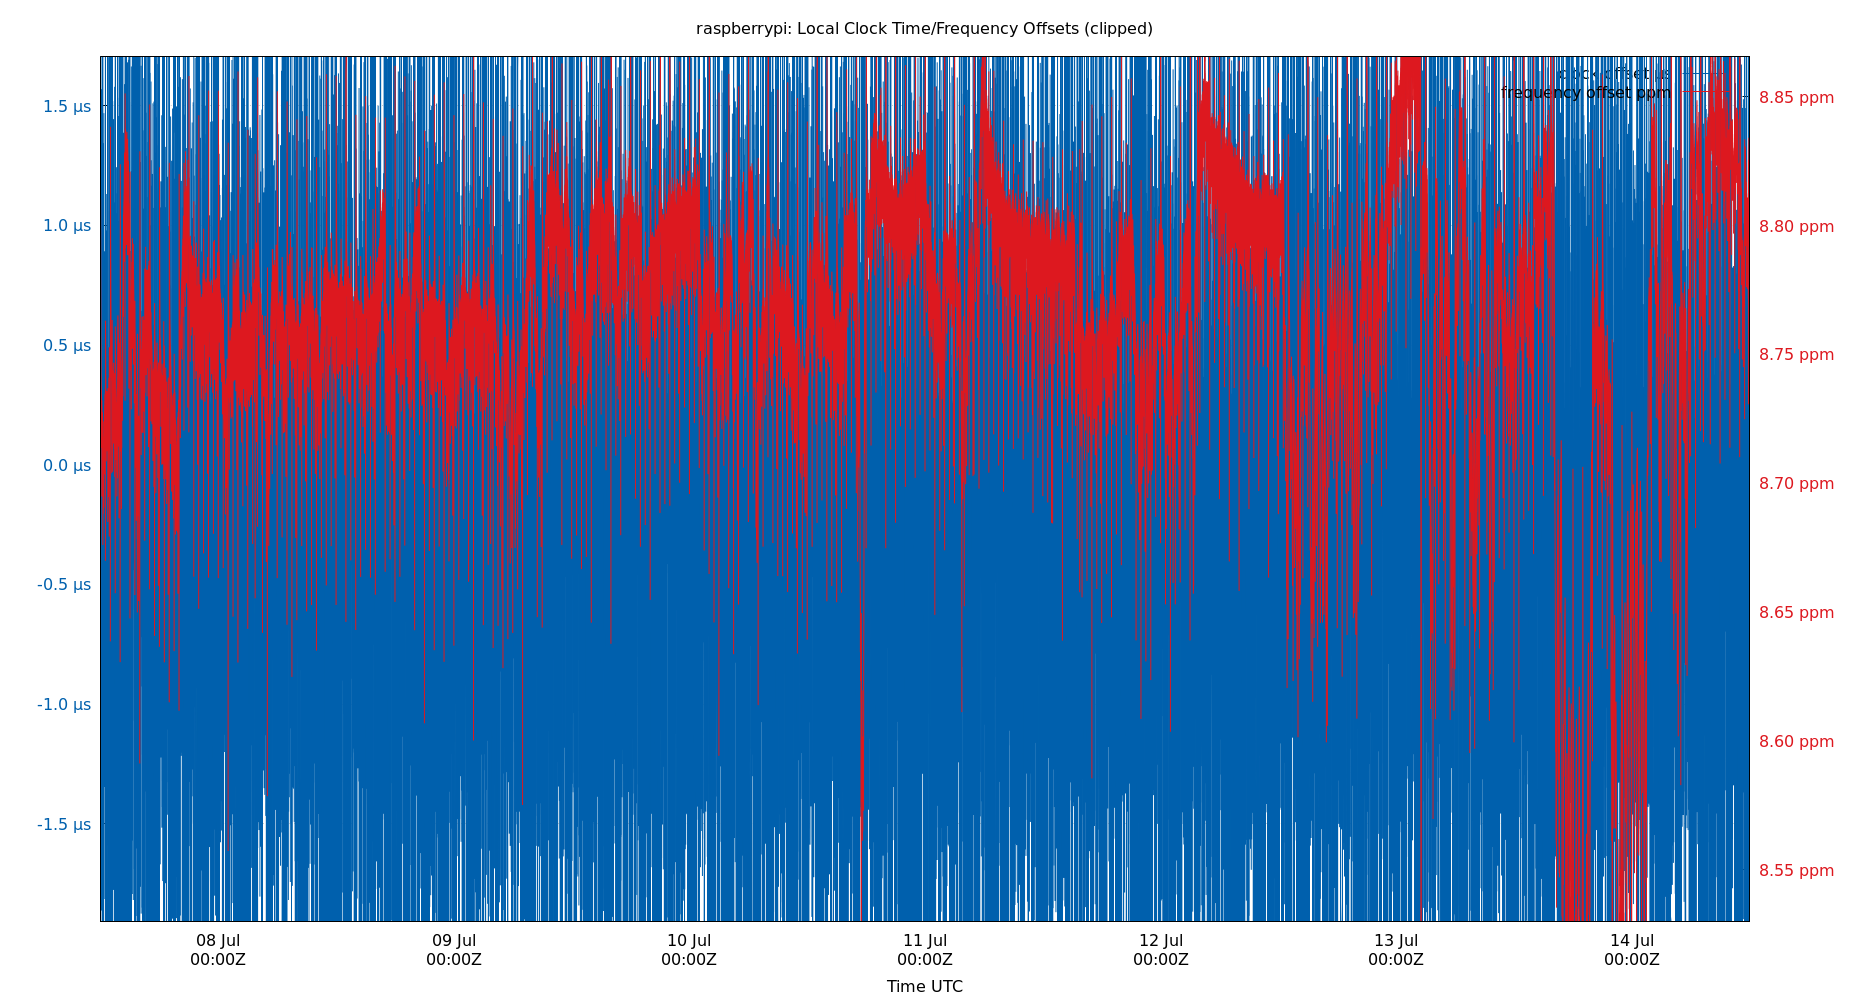 raspberrypi: Local Clock Time/Frequency Offsets (clipped)
clock offset µs
frequency offset ppm
1.5 µs
1.0 µs
0.5 µs
0.0 µs
-0.5 µs
-1.0 µs
-1.5 µs
8.85 ppm
8.80 ppm
8.75 ppm
8.70 ppm
8.65 ppm
8.60 ppm
8.55 ppm
08 Jul
00:00Z
09 Jul
00:00Z
10 Jul
00:00Z
11 Jul
00:00Z
12 Jul
00:00Z
13 Jul
00:00Z
14 Jul
00:00Z
Time UTC